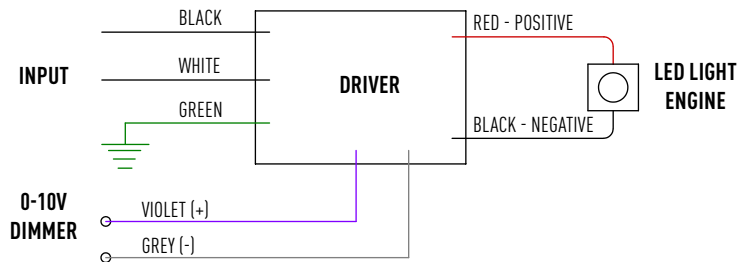 BLACK
RED - POSITIVE
INPUT
WHITE
DRIVER
LED LIGHT
ENGINE
GREEN
BLACK - NEGATIVE
0-10V
DIMMER
VIOLET (+)
GREY (-)